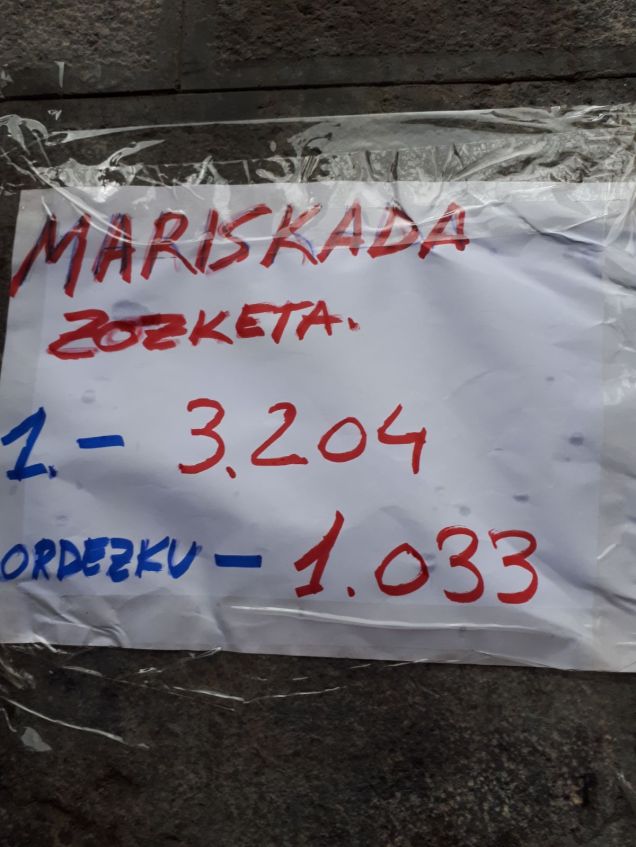 MARISKADA
ZOZKETA.
1.- 3.204
ORDEZKU - 1.033